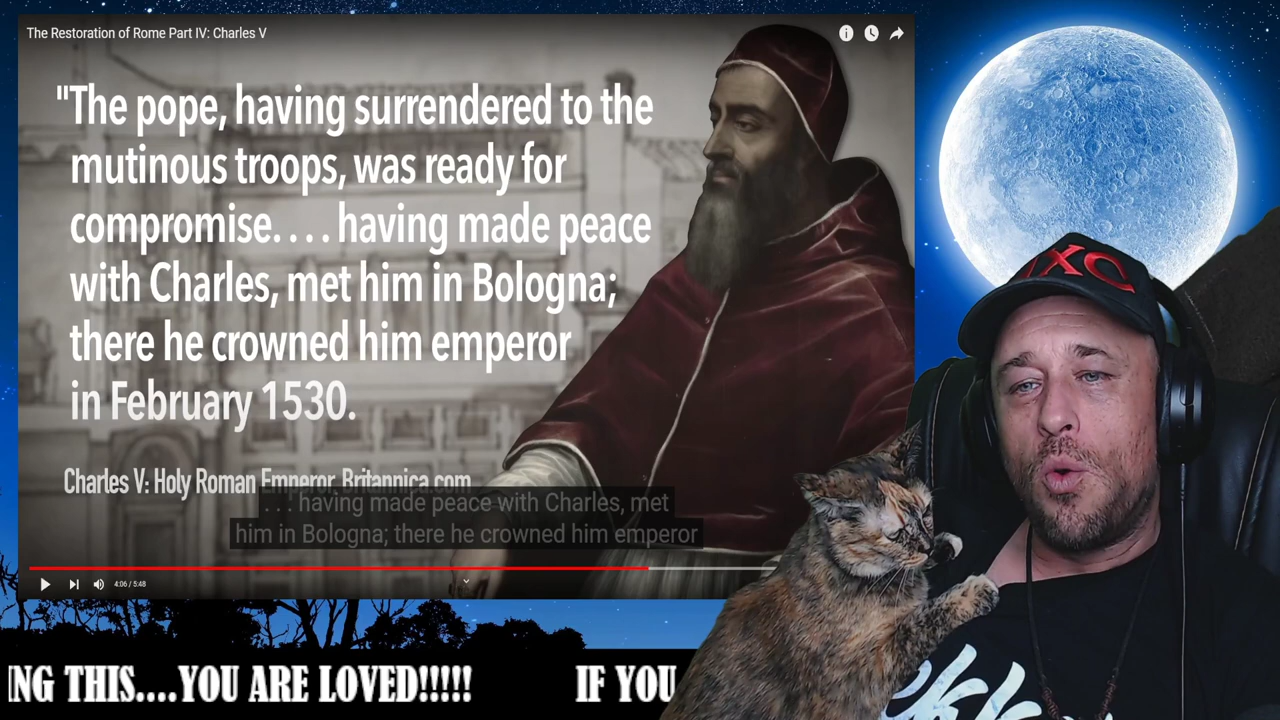 The Restoration of Rome Part IV: Charles V
"The pope, having surrendered to the
mutinous troops, was ready for
compromise. . . . having made peace
with Charles, met him in Bologna;
there he crowned him emperor
in February 1530.
Charles V: Holy Roman Emperor, Britannica.com
. . . having made peace with Charles, met
him in Bologna; there he crowned him emperor
4:06 / 5:48
NG THIS....YOU ARE LOVED!!!!! IF YOU